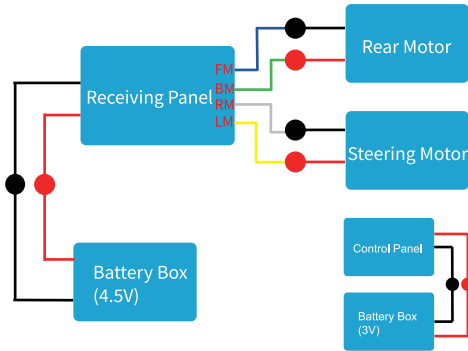 Receiving Panel
FM
BM
RM
LM
Rear Motor
Steering Motor
Battery Box
(4.5V)
Control Panel
Battery Box
(3V)